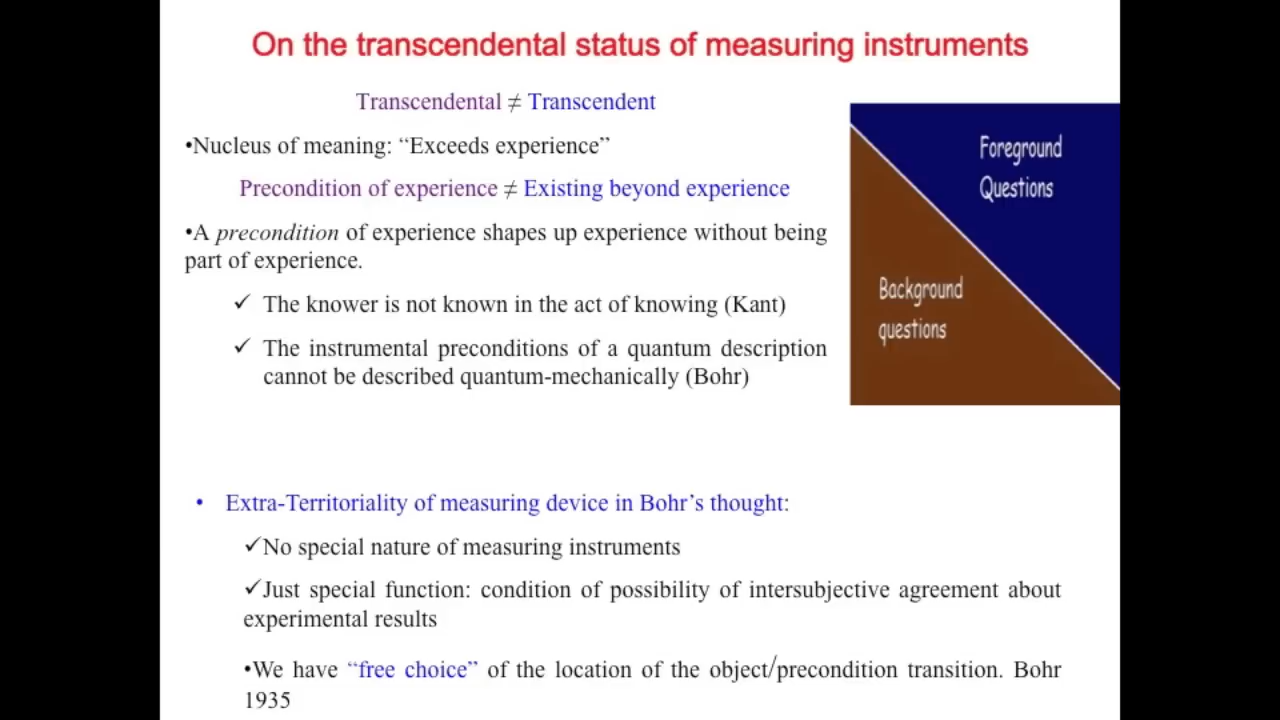 On the transcendental status of measuring instruments
Transcendental ≠ Transcendent
•Nucleus of meaning: “Exceeds experience”
Precondition of experience ≠ Existing beyond experience
•A precondition of experience shapes up experience without being
part of experience.
✓ The knower is not known in the act of knowing (Kant)
✓ The instrumental preconditions of a quantum description
cannot be described quantum-mechanically (Bohr)
Foreground
Questions
Background
questions
• Extra-Territoriality of measuring device in Bohr’s thought:
✓No special nature of measuring instruments
✓Just special function: condition of possibility of intersubjective agreement about
experimental results
•We have “free choice” of the location of the object/precondition transition. Bohr
1935